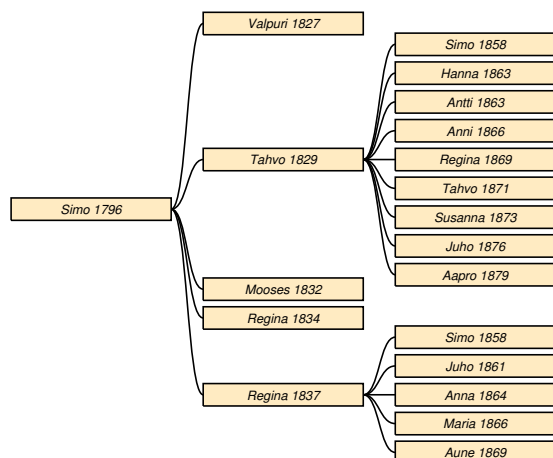 Simo 1796
Valpuri 1827
Tahvo 1829
Simo 1858
Hanna 1863
Antti 1863
Anni 1866
Regina 1869
Tahvo 1871
Susanna 1873
Juho 1876
Aapro 1879
Mooses 1832
Regina 1834
Regina 1837
Simo 1858
Juho 1861
Anna 1864
Maria 1866
Aune 1869